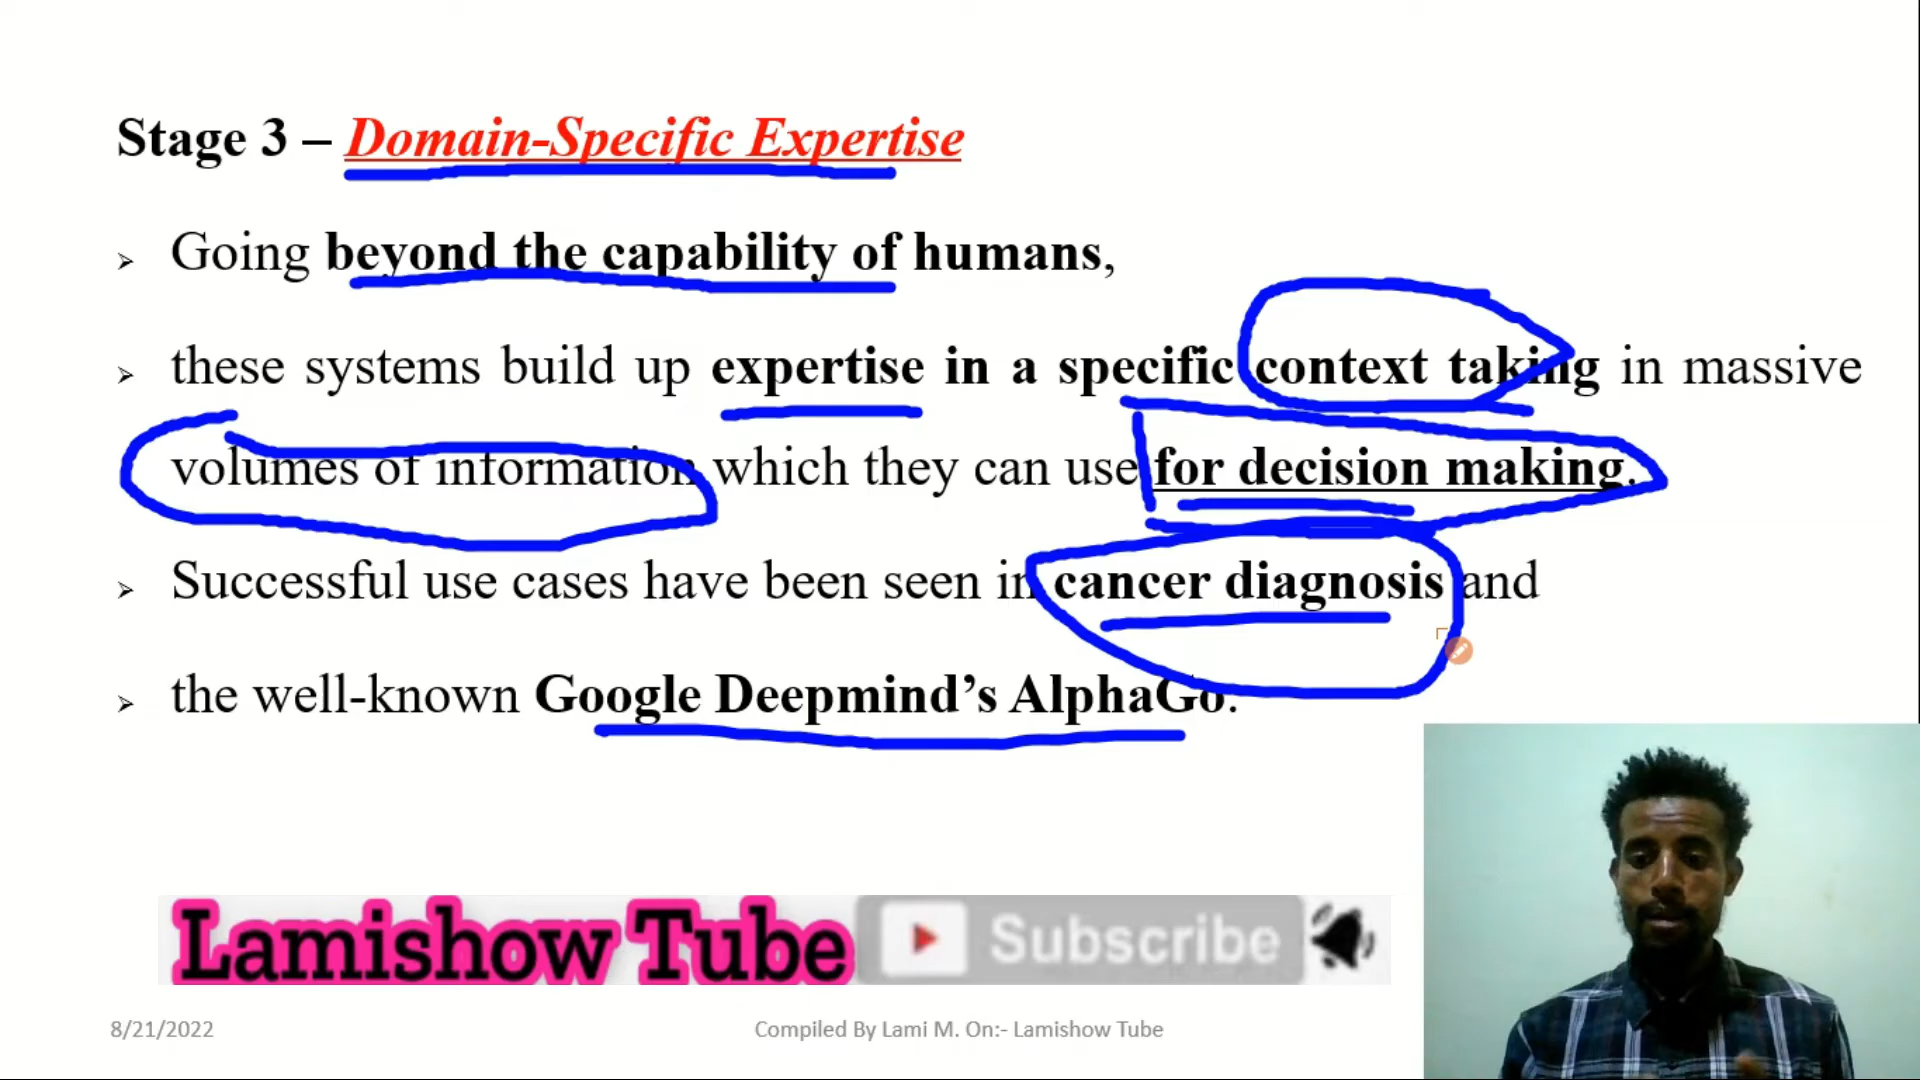 Stage 3 – Domain-Specific Expertise
➢ Going beyond the capability of humans,
➢ these systems build up expertise in a specific context taking in massive
volumes of information which they can use for decision making.
➢ Successful use cases have been seen in cancer diagnosis and
➢ the well-known Google Deepmind’s AlphaGo.
Lamishow Tube Subscribe
8/21/2022 Compiled By Lami M. On:- Lamishow Tube